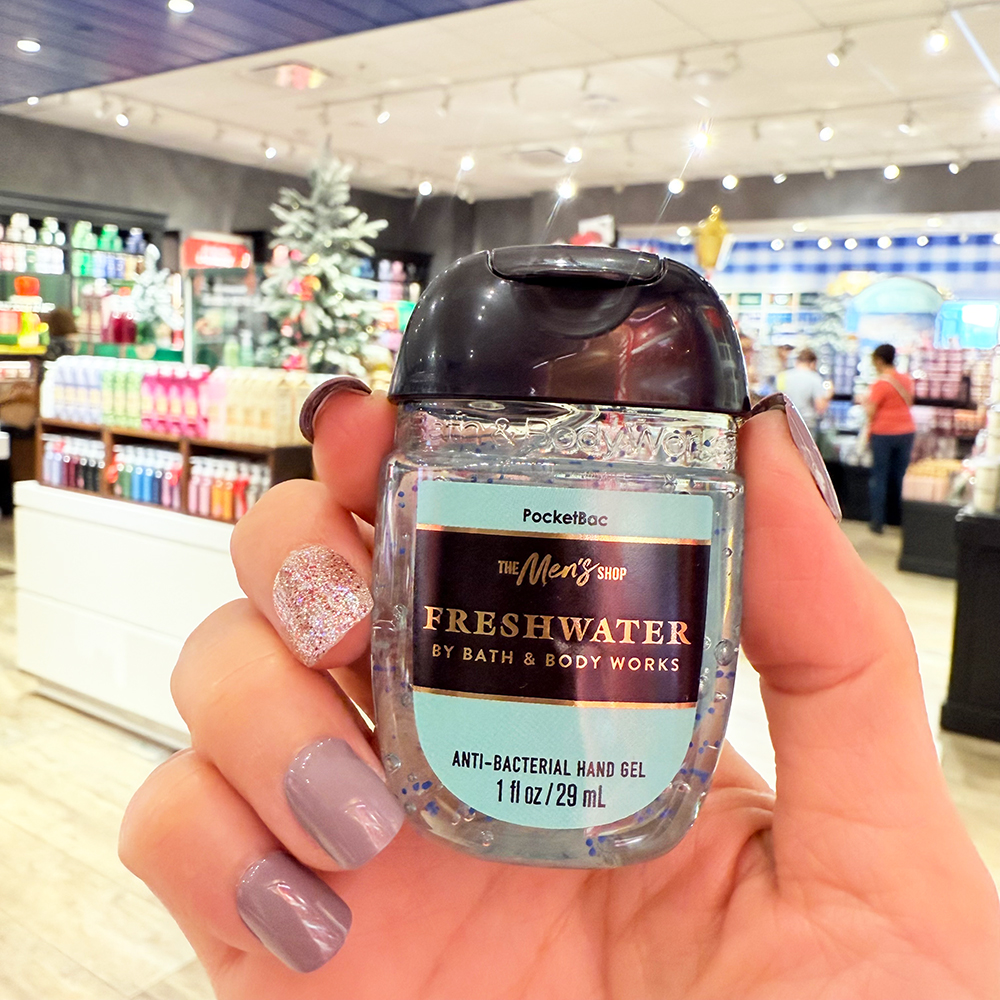 Bath & Body Works
PocketBac
THE Men's SHOP
FRESHWATER
BY BATH & BODY WORKS
ANTI-BACTERIAL HAND GEL
1 fl oz / 29 mL